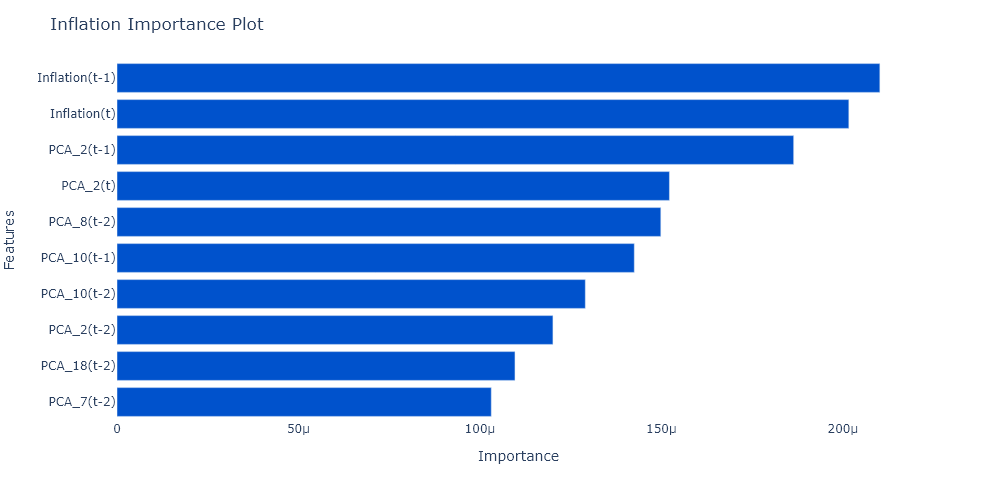 Inflation Importance Plot
Features
Inflation(t-1)
Inflation(t)
PCA_2(t-1)
PCA_2(t)
PCA_8(t-2)
PCA_10(t-1)
PCA_10(t-2)
PCA_2(t-2)
PCA_18(t-2)
PCA_7(t-2)
0 50μ 100μ 150μ 200μ
Importance